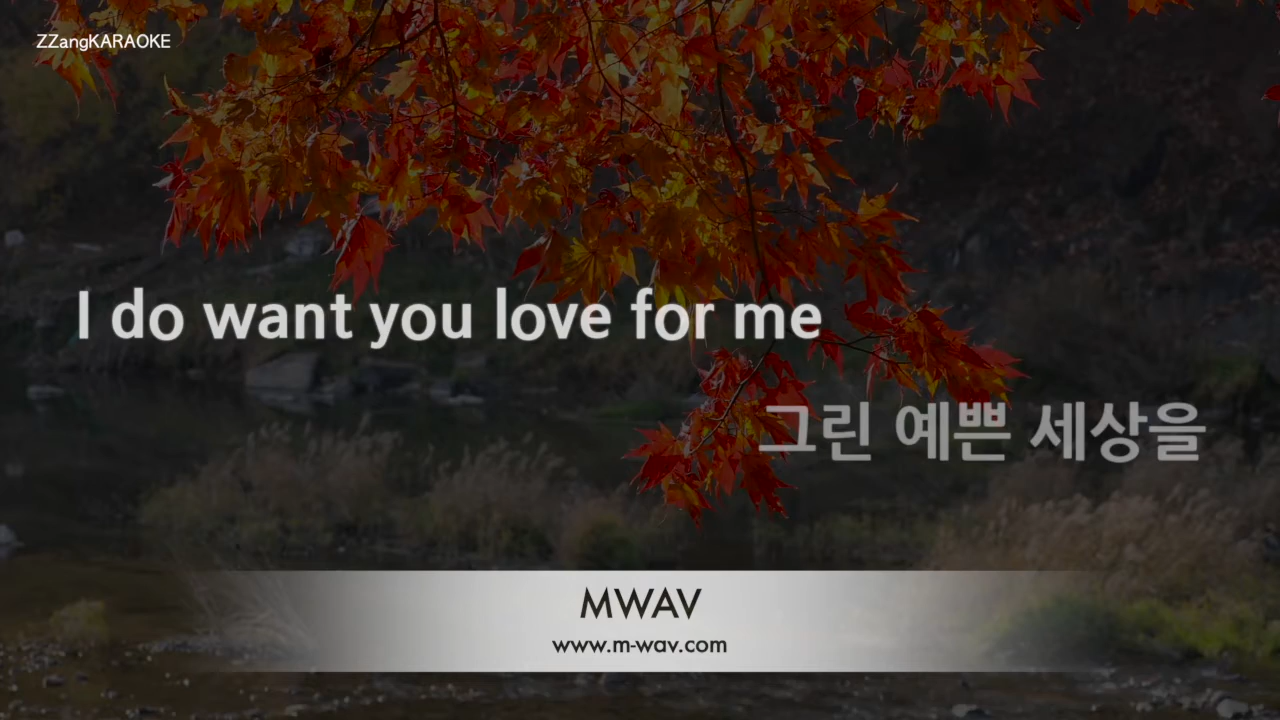 ZZangKARAOKE
I do want you love for me
그린 예쁜 세상을
MWAV
www.m-wav.com